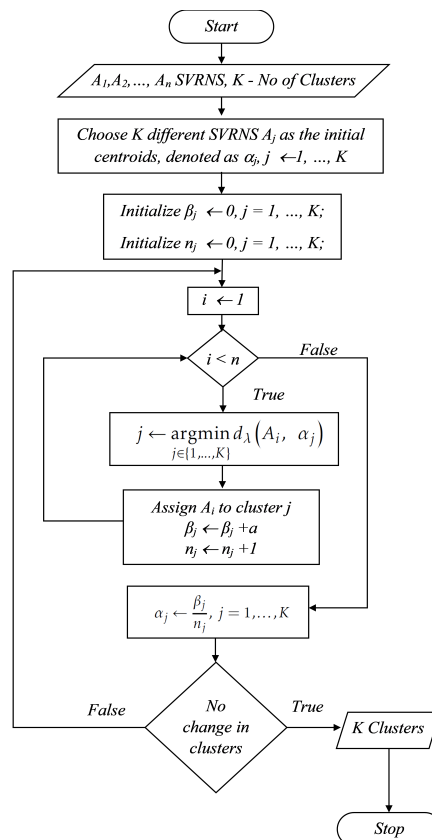 Start
A₁,A₂,..., Aₙ SVRNS, K - No of Clusters
Choose K different SVRNS Aⱼ as the initial
centroids, denoted as αⱼ, j ←1, ..., K
Initialize βⱼ ←0, j = 1, ..., K;
Initialize nⱼ ←0, j = 1, ..., K;
i ←1
i < n
False
True
j ← argmin d_λ(Aᵢ, αⱼ)
j∈{1,...,K}
Assign Aᵢ to cluster j
βⱼ ←βⱼ +a
nⱼ ←nⱼ +1
αⱼ ← βⱼ/nⱼ, j = 1,...,K
False
No
change in
clusters
True
K Clusters
Stop